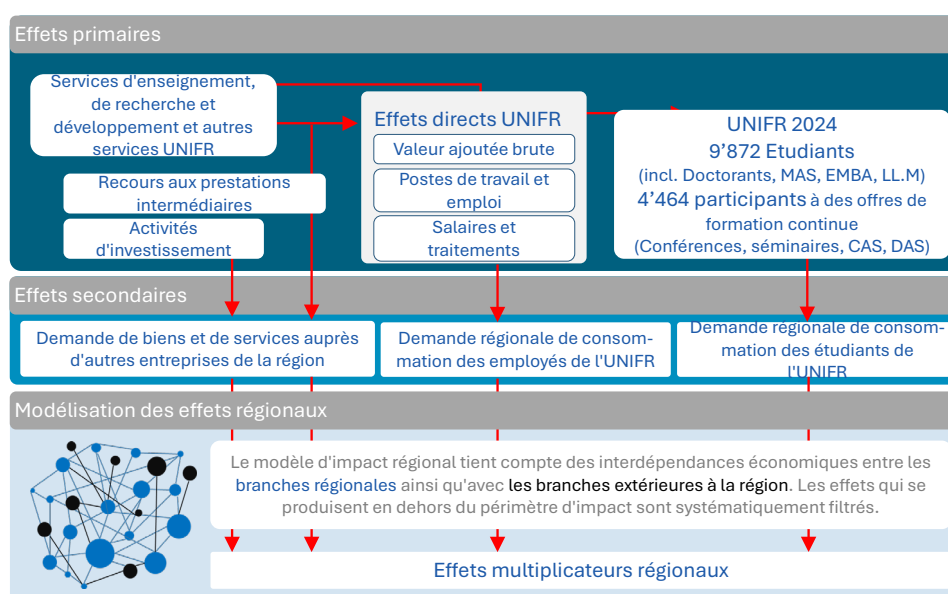 Effets primaires
Services d'enseignement,
de recherche et
développement et autres
services UNIFR
Recours aux prestations
intermédiaires
Activités
d'investissement
Effets directs UNIFR
Valeur ajoutée brute
Postes de travail et
emploi
Salaires et
traitements
UNIFR 2024
9’872 Etudiants
(incl. Doctorants, MAS, EMBA, LL.M)
4’464 participants à des offres de
formation continue
(Conférences, séminaires, CAS, DAS)
Effets secondaires
Demande de biens et de services auprès
d'autres entreprises de la région
Demande régionale de consom-
mation des employés de l'UNIFR
Demande régionale de consom-
mation des étudiants de
l'UNIFR
Modélisation des effets régionaux
Le modèle d'impact régional tient compte des interdépendances économiques entre les
branches régionales ainsi qu'avec les branches extérieures à la région. Les effets qui se
produisent en dehors du périmètre d'impact sont systématiquement filtrés.
Effets multiplicateurs régionaux